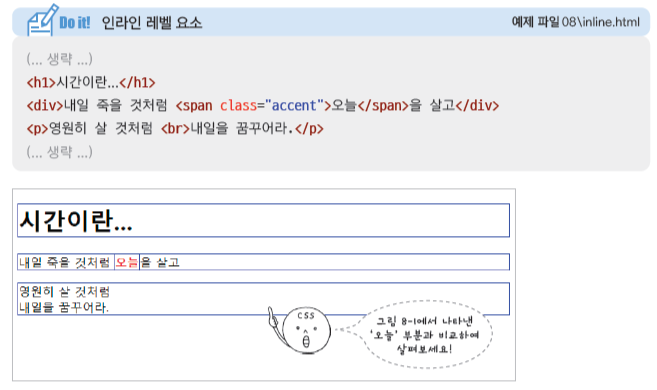 Do it! 인라인 레벨 요소 예제 파일 08\inline.html
(... 생략 ...)
<h1>시간이란...</h1>
<div>내일 죽을 것처럼 <span class="accent">오늘</span>을 살고</div>
<p>영원히 살 것처럼 <br>내일을 꿈꾸어라.</p>
(... 생략 ...)
시간이란...
내일 죽을 것처럼 오늘을 살고
영원히 살 것처럼
내일을 꿈꾸어라.
CSS
그림 8-1에서 나타낸
'오늘' 부분과 비교하여
살펴보세요!